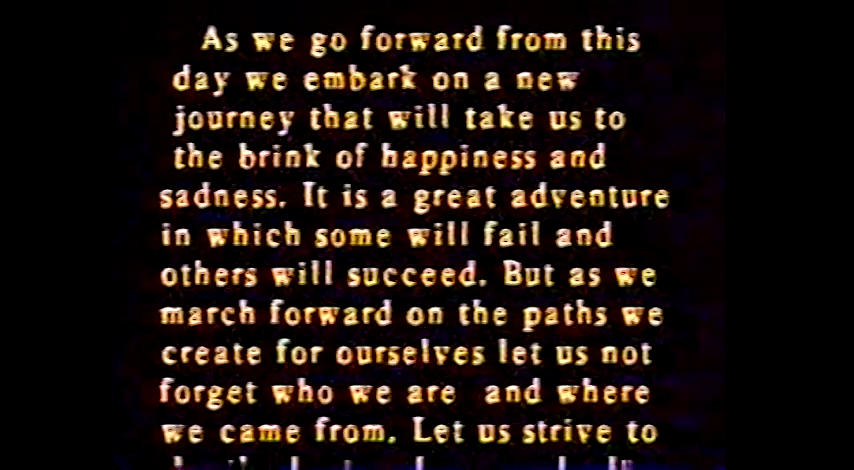 As we go forward from this
day we embark on a new
journey that will take us to
the brink of happiness and
sadness. It is a great adventure
in which some will fail and
others will succeed. But as we
march forward on the paths we
create for ourselves let us not
forget who we are and where
we came from. Let us strive to